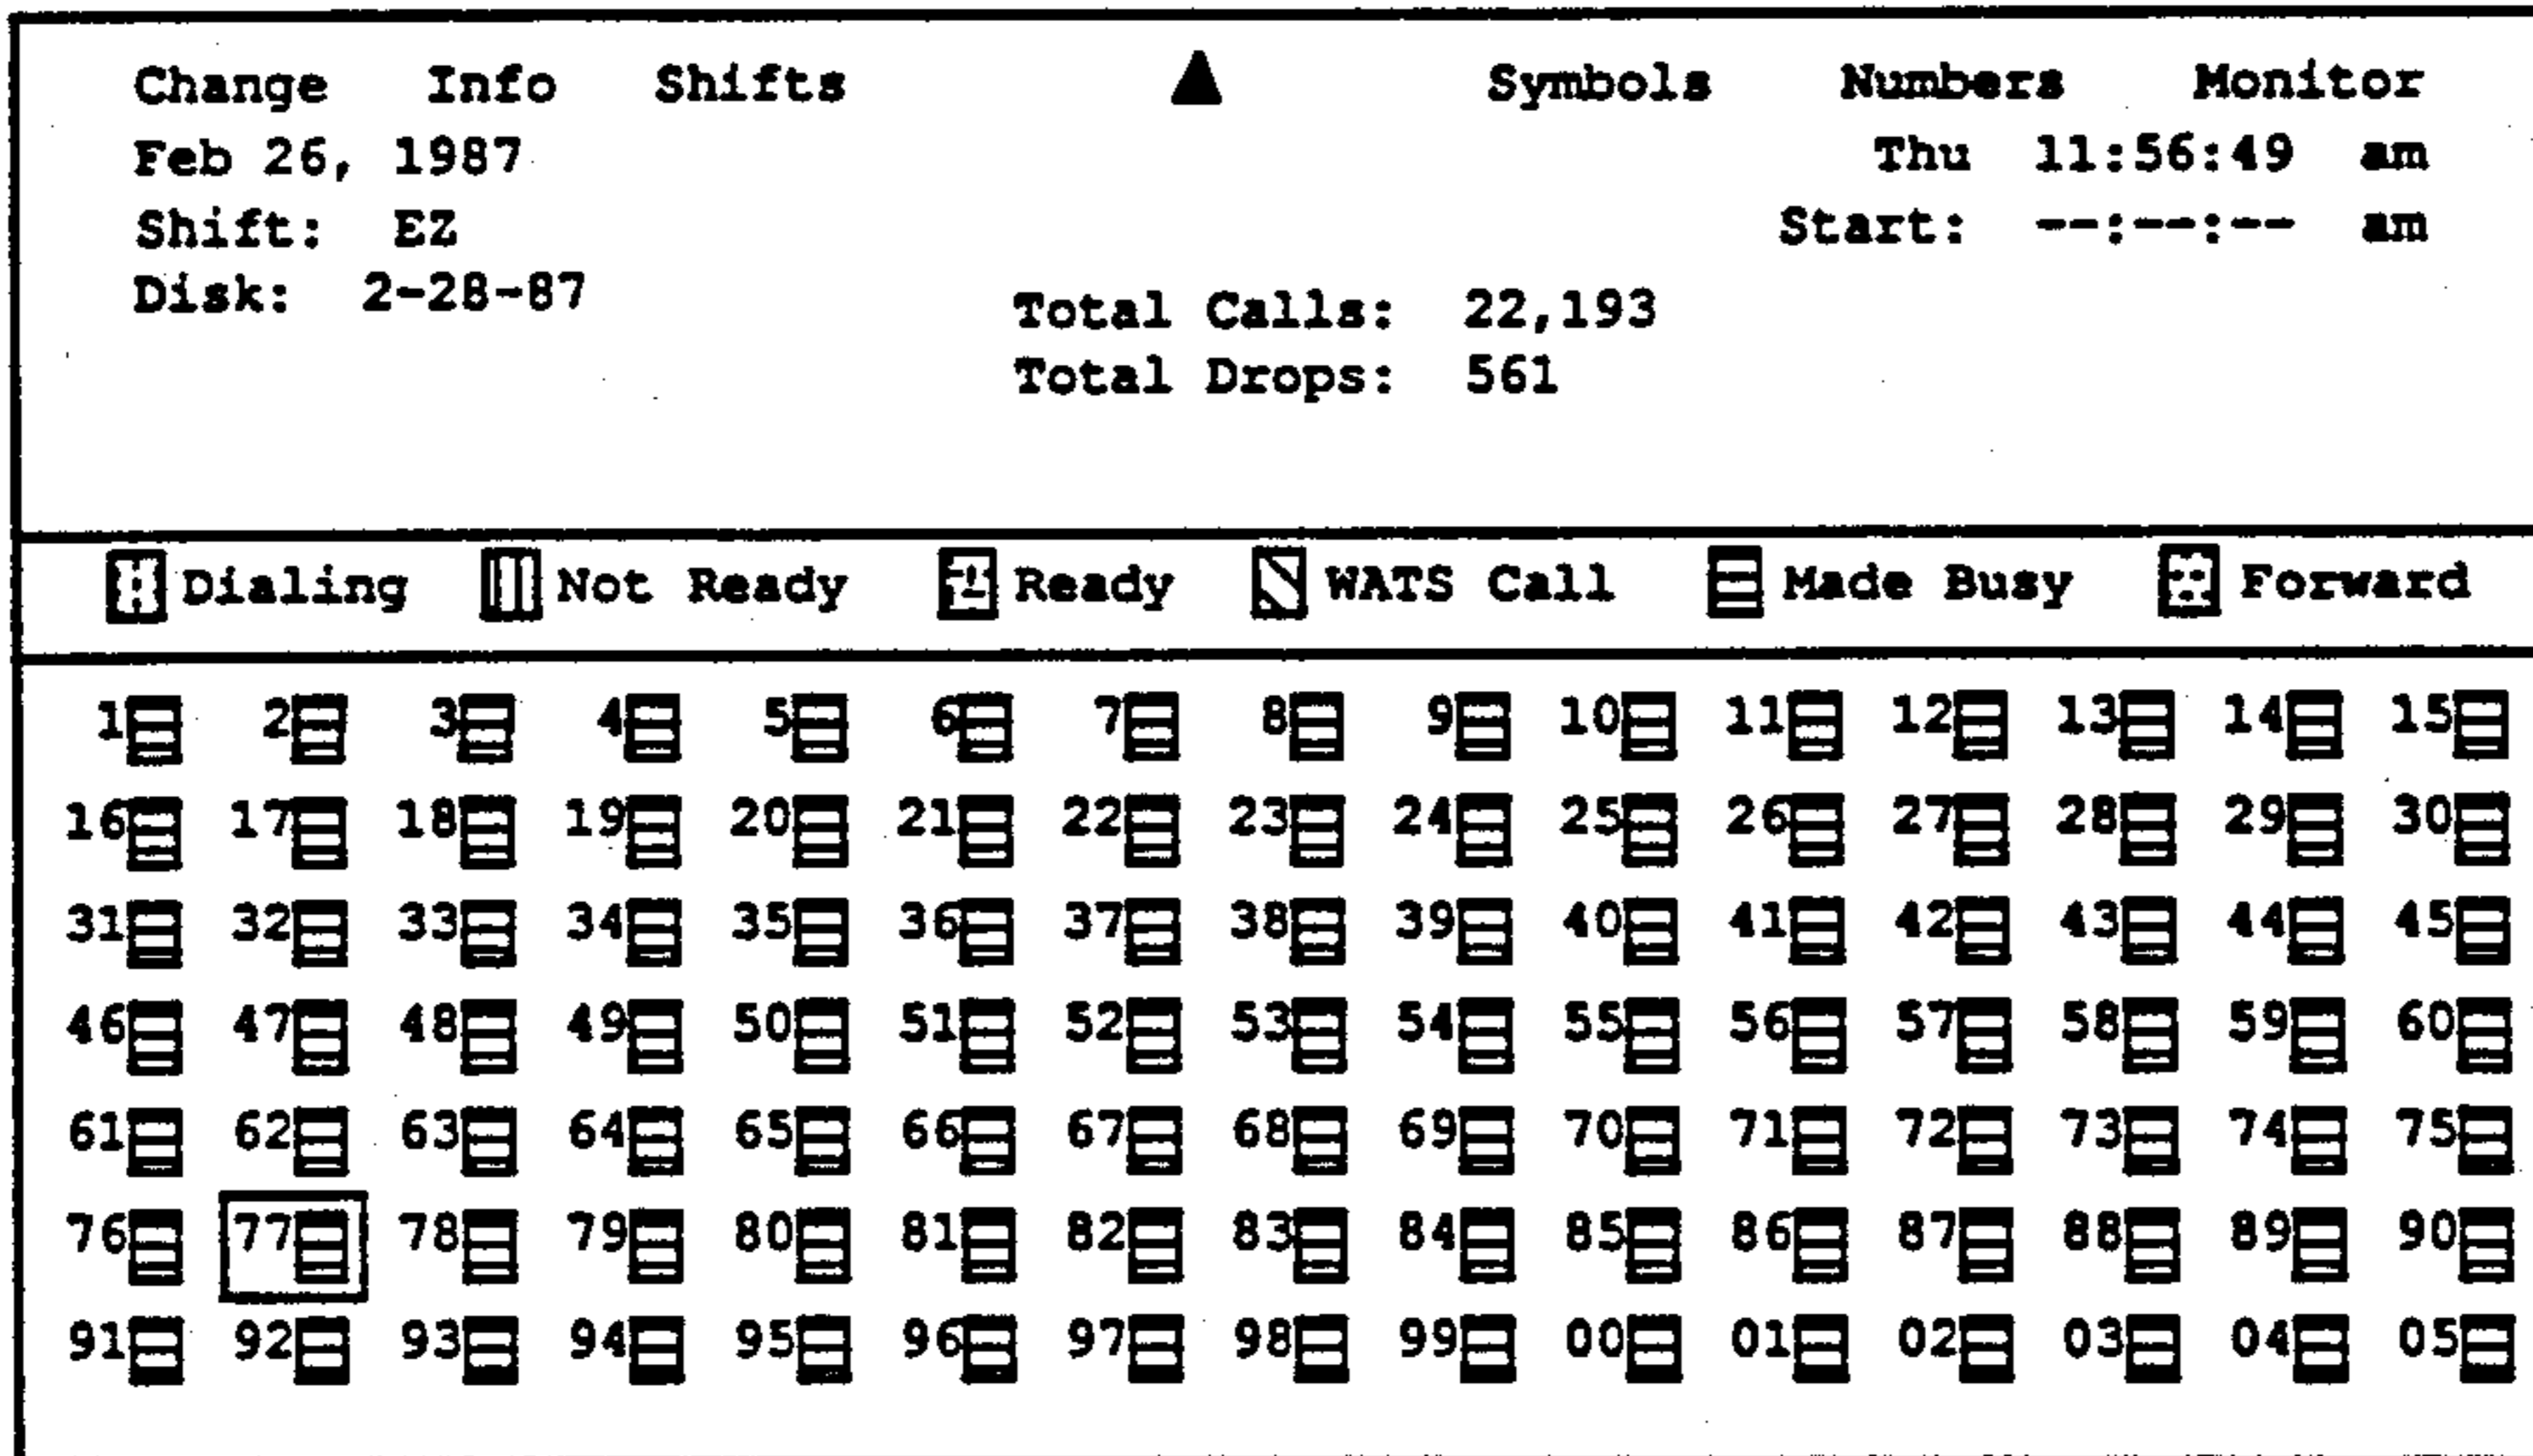 Change Info Shifts Symbols Numbers Monitor
Feb 26, 1987 Thu 11:56:49 am
Shift: EZ Start: --:--:-- am
Disk: 2-28-87
Total Calls: 22,193
Total Drops: 561
Dialing Not Ready Ready WATS Call Made Busy Forward
1 2 3 4 5 6 7 8 9 10 11 12 13 14 15
16 17 18 19 20 21 22 23 24 25 26 27 28 29 30
31 32 33 34 35 36 37 38 39 40 41 42 43 44 45
46 47 48 49 50 51 52 53 54 55 56 57 58 59 60
61 62 63 64 65 66 67 68 69 70 71 72 73 74 75
76 77 78 79 80 81 82 83 84 85 86 87 88 89 90
91 92 93 94 95 96 97 98 99 00 01 02 03 04 05